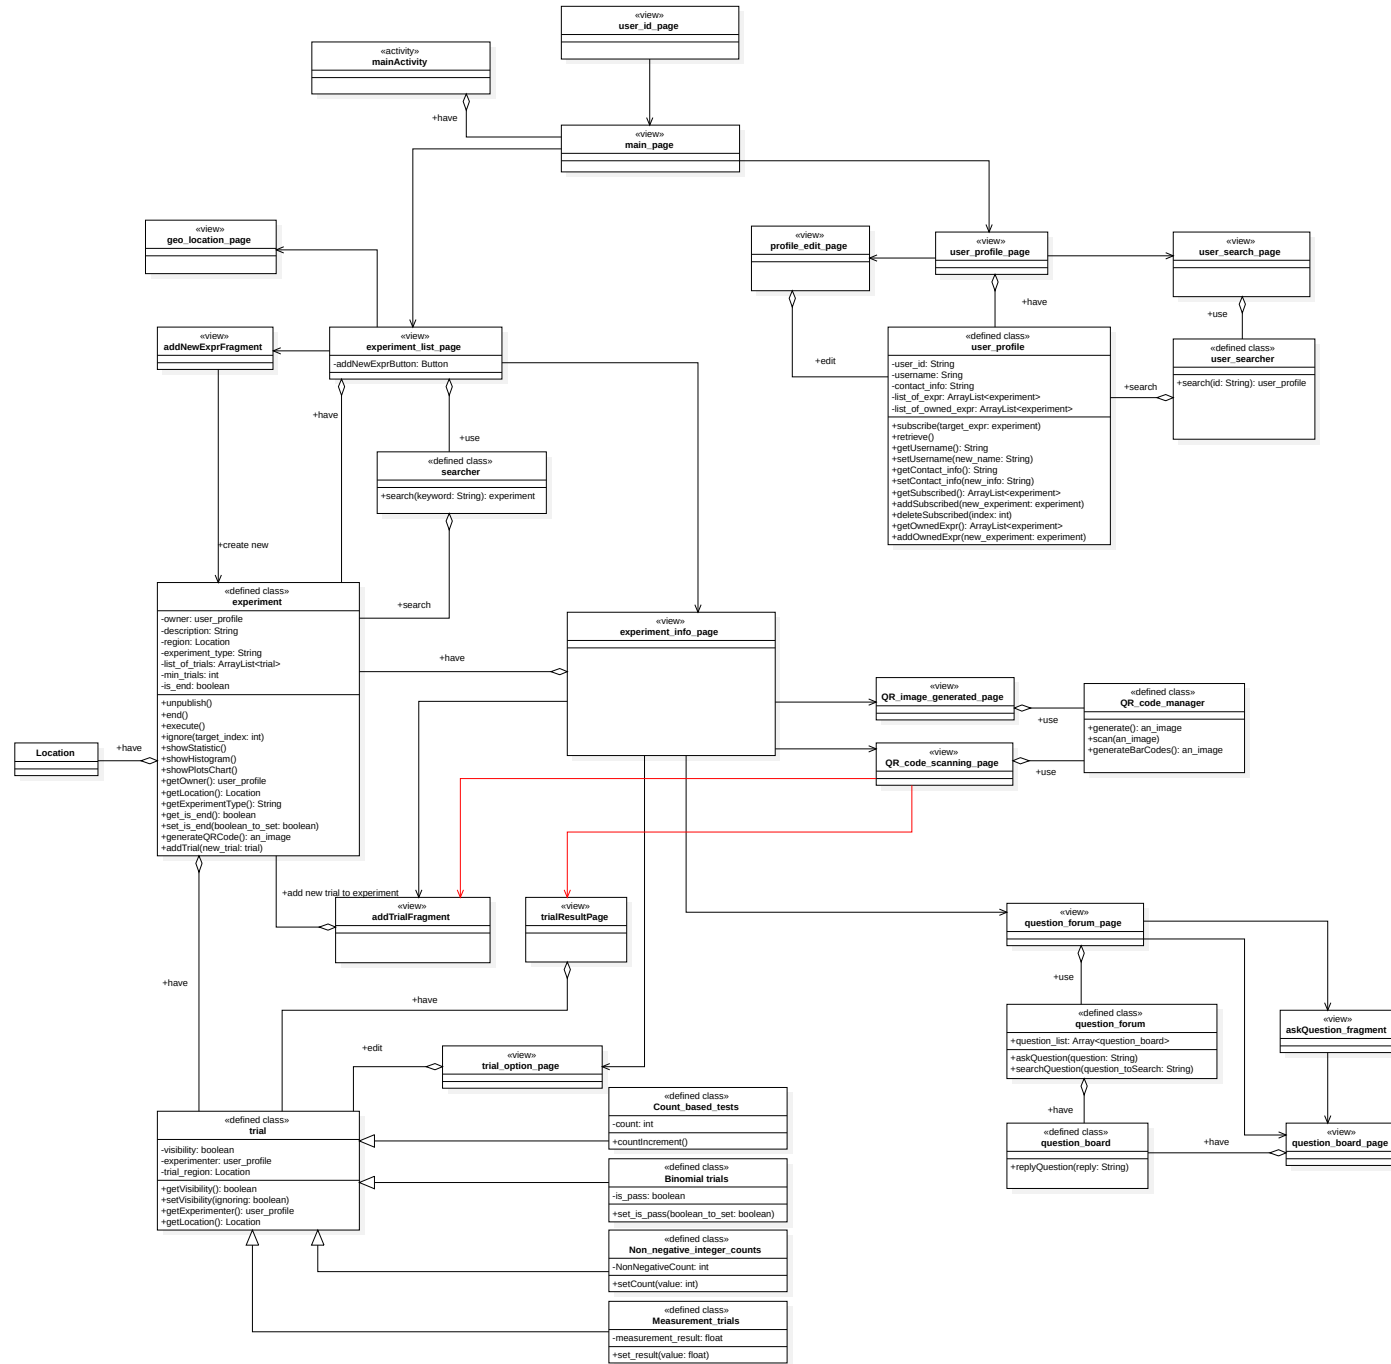 «view»
user_id_page
«activity»
mainActivity
+have
«view»
main_page
«view»
geo_location_page
«view»
profile_edit_page
«view»
user_profile_page
«view»
user_search_page
+have
+use
«view»
addNewExprFragment
«view»
experiment_list_page
-addNewExprButton: Button
+edit
«defined class»
user_profile
-user_id: String
-username: Sring
-contact_info: String
-list_of_expr: ArrayList<experiment>
-list_of_owned_expr: ArrayList<experiment>
+subscribe(target_expr: experiment)
+retrieve()
+getUsername(): String
+setUsername(new_name: String)
+getContact_info(): String
+setContact_info(new_info: String)
+getSubscribed(): ArrayList<experiment>
+addSubscribed(new_experiment: experiment)
+deleteSubscribed(index: int)
+getOwnedExpr(): ArrayList<experiment>
+addOwnedExpr(new_experiment: experiment)
+search
«defined class»
user_searcher
+search(id: String): user_profile
+have
+use
«defined class»
searcher
+search(keyword: String): experiment
+create new
+search
«defined class»
experiment
-owner: user_profile
-description: String
-region: Location
-experiment_type: String
-list_of_trials: ArrayList<trial>
-min_trials: int
-is_end: boolean
+unpublish()
+end()
+execute()
+ignore(target_index: int)
+showStatistic()
+showHistogram()
+showPlotsChart()
+getOwner(): user_profile
+getLocation(): Location
+getExperimentType(): String
+get_is_end(): boolean
+set_is_end(boolean_to_set: boolean)
+generateQRCode(): an_image
+addTrial(new_trial: trial)
+have
«view»
experiment_info_page
Location
+have
«view»
QR_image_generated_page
+use
«defined class»
QR_code_manager
+generate(): an_image
+scan(an_image)
+generateBarCodes(): an_image
«view»
QR_code_scanning_page
+use
+add new trial to experiment
«view»
addTrialFragment
«view»
trialResultPage
«view»
question_forum_page
+have
+have
+use
«defined class»
question_forum
+question_list: Array<question_board>
+askQuestion(question: String)
+searchQuestion(question_toSearch: String)
«view»
askQuestion_fragment
+edit
«view»
trial_option_page
+have
«defined class»
question_board
+replyQuestion(reply: String)
+have
«view»
question_board_page
«defined class»
trial
-visibility: boolean
-experimenter: user_profile
-trial_region: Location
+getVisibility(): boolean
+setVisibility(ignoring: boolean)
+getExperimenter(): user_profile
+getLocation(): Location
«defined class»
Count_based_tests
-count: int
+countIncrement()
«defined class»
Binomial trials
-is_pass: boolean
+set_is_pass(boolean_to_set: boolean)
«defined class»
Non_negative_integer_counts
-NonNegativeCount: int
+setCount(value: int)
«defined class»
Measurement_trials
-measurement_result: float
+set_result(value: float)